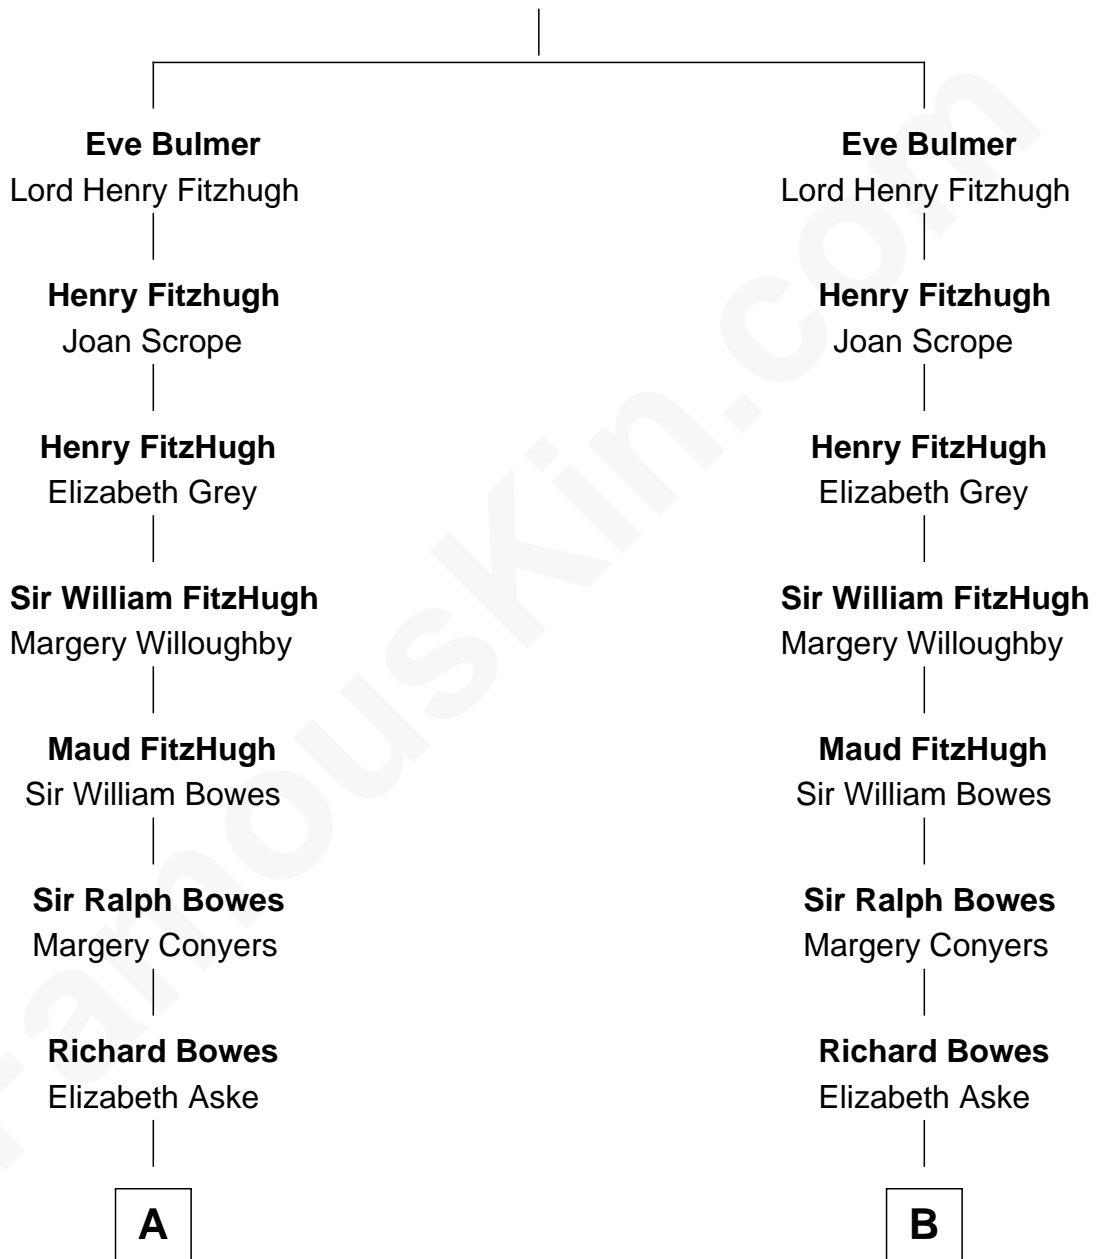 Eve Bulmer
Lord Henry Fitzhugh
Henry Fitzhugh
Joan Scrope
Henry FitzHugh
Elizabeth Grey
Sir William FitzHugh
Margery Willoughby
Maud FitzHugh
Sir William Bowes
Sir Ralph Bowes
Margery Conyers
Richard Bowes
Elizabeth Aske
A
Eve Bulmer
Lord Henry Fitzhugh
Henry Fitzhugh
Joan Scrope
Henry FitzHugh
Elizabeth Grey
Sir William FitzHugh
Margery Willoughby
Maud FitzHugh
Sir William Bowes
Sir Ralph Bowes
Margery Conyers
Richard Bowes
Elizabeth Aske
B
FamousKin.com